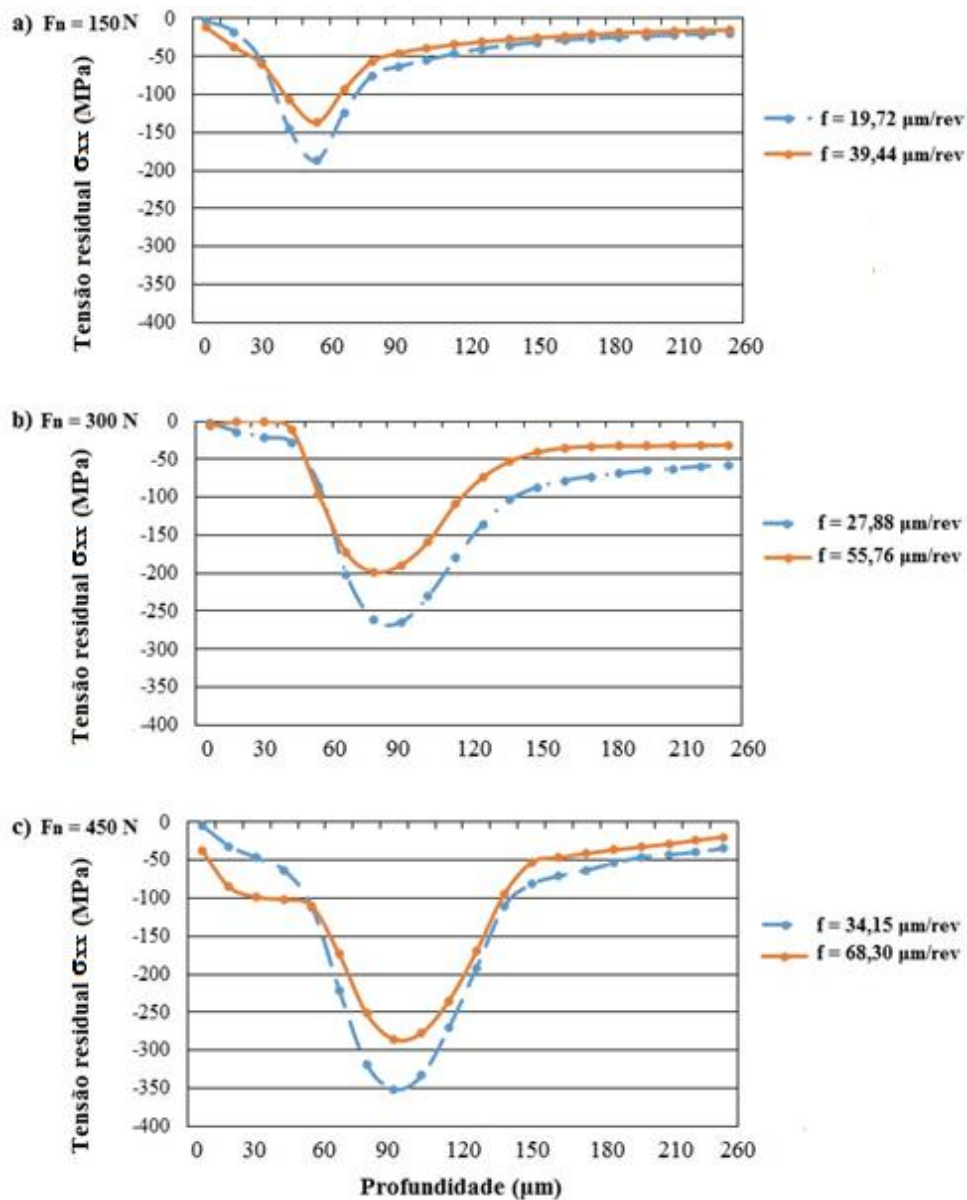 a) Fn = 150 N
Tensão residual σxx (MPa)
0
-50
-100
-150
-200
-250
-300
-350
-400
0 30 60 90 120 150 180 210 260
f = 19,72 µm/rev
f = 39,44 µm/rev
b) Fn = 300 N
Tensão residual σxx (MPa)
0
-50
-100
-150
-200
-250
-300
-350
-400
0 30 60 90 120 150 180 210 260
f = 27,88 µm/rev
f = 55,76 µm/rev
c) Fn = 450 N
Tensão residual σxx (MPa)
0
-50
-100
-150
-200
-250
-300
-350
-400
0 30 60 90 120 150 180 210 260
f = 34,15 µm/rev
f = 68,30 µm/rev
Profundidade (µm)